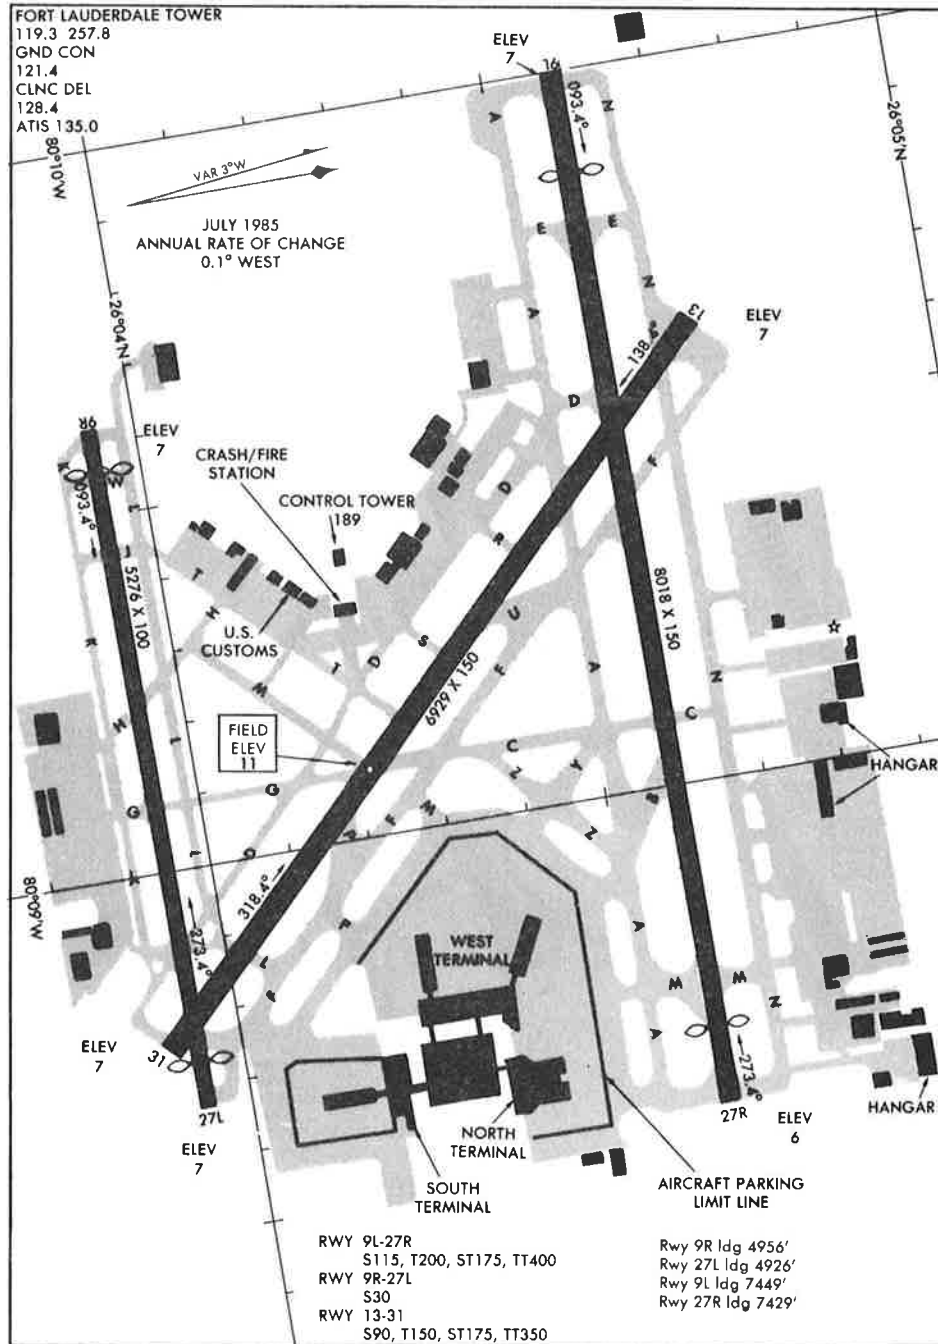 FORT LAUDERDALE TOWER
119.3 257.8
GND CON
121.4
CLNC DEL
128.4
ATIS 135.0
80°10'W
VAR 3°W
JULY 1985
ANNUAL RATE OF CHANGE
0.1° WEST
26°04'N
26°05'N
ELEV
7
9L
093.4°
A
N
E
E
A
N
13
ELEV
7
138.4°
D
F
9R
ELEV
7
K
W
L
093.4°
J
5276 X 100
CRASH/FIRE
STATION
CONTROL TOWER
189
D
R
U
8018 X 150
T
H
U.S.
CUSTOMS
T
D
S
F
A
N
K
M
6929 X 150
H
L
FIELD
ELEV
11
C
C
Z
Y
B
Z
G
G
M
F
P
Q
L
K
HANGAR
80°09'W
318.4°
273.4°
P
L
P
WEST
TERMINAL
A
M
M
N
A
273.4°
ELEV
7
31
27L
ELEV
7
27R
ELEV
6
HANGAR
NORTH
TERMINAL
SOUTH
TERMINAL
AIRCRAFT PARKING
LIMIT LINE
RWY 9L-27R
S115, T200, ST175, TT400
RWY 9R-27L
S30
RWY 13-31
S90, T150, ST175, TT350
Rwy 9R ldg 4956'
Rwy 27L ldg 4926'
Rwy 9L ldg 7449'
Rwy 27R ldg 7429'